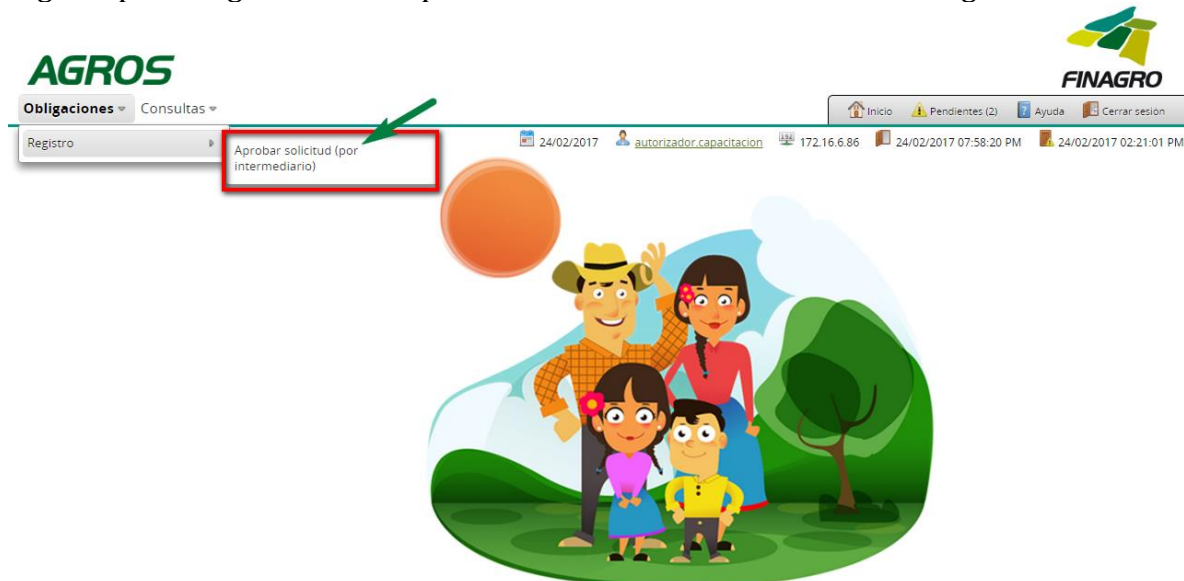 AGROS
FINAGRO
Obligaciones Consultas
Inicio Pendientes (2) Ayuda Cerrar sesión
Registro
Aprobar solicitud (por
intermediario)
24/02/2017 autorizador.capacitacion 172.16.6.86 24/02/2017 07:58:20 PM 24/02/2017 02:21:01 PM